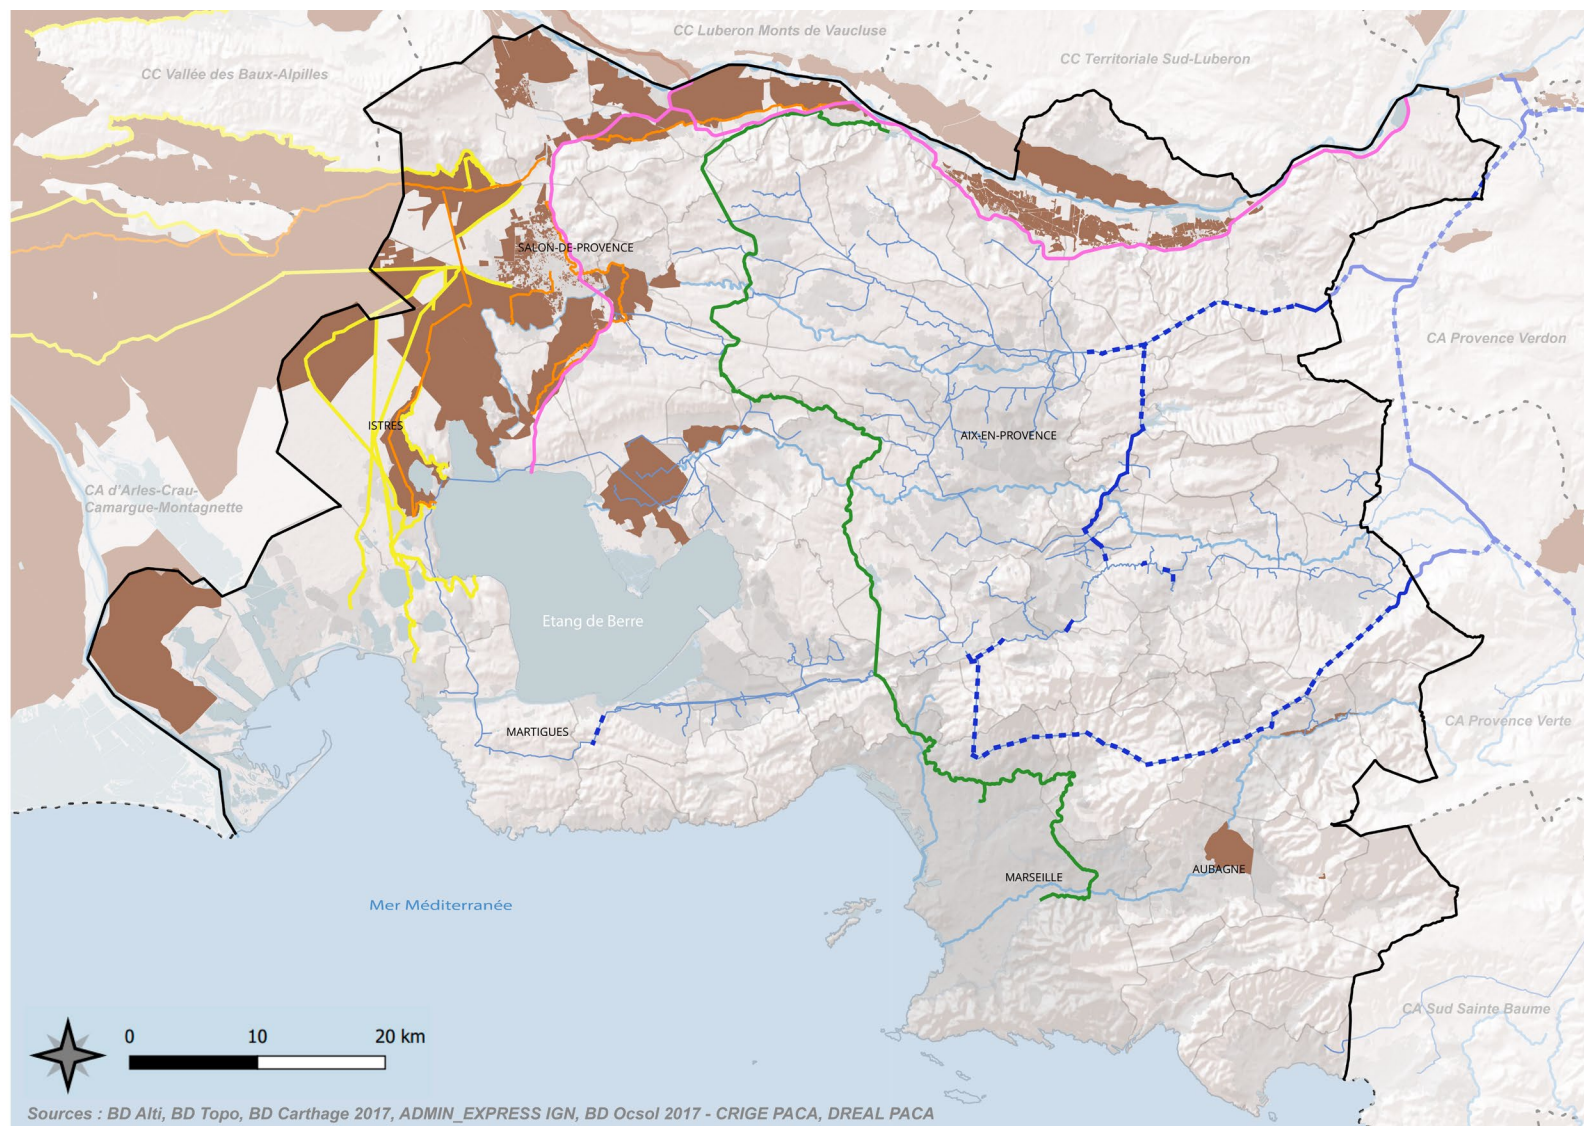 CC Luberon Monts de Vaucluse
CC Territoriale Sud-Luberon
CC Vallée des Baux-Alpilles
SALON-DE-PROVENCE
CA Provence Verdon
ISTRES
AIX-EN-PROVENCE
CA d'Arles-Crau-
Camargue-Montagnette
Etang de Berre
CA Provence Verte
MARTIGUES
AUBAGNE
MARSEILLE
Mer Méditerranée
CA Sud Sainte Baume
0 10 20 km
Sources : BD Alti, BD Topo, BD Carthage 2017, ADMIN_EXPRESS IGN, BD Ocsol 2017 - CRIGE PACA, DREAL PACA